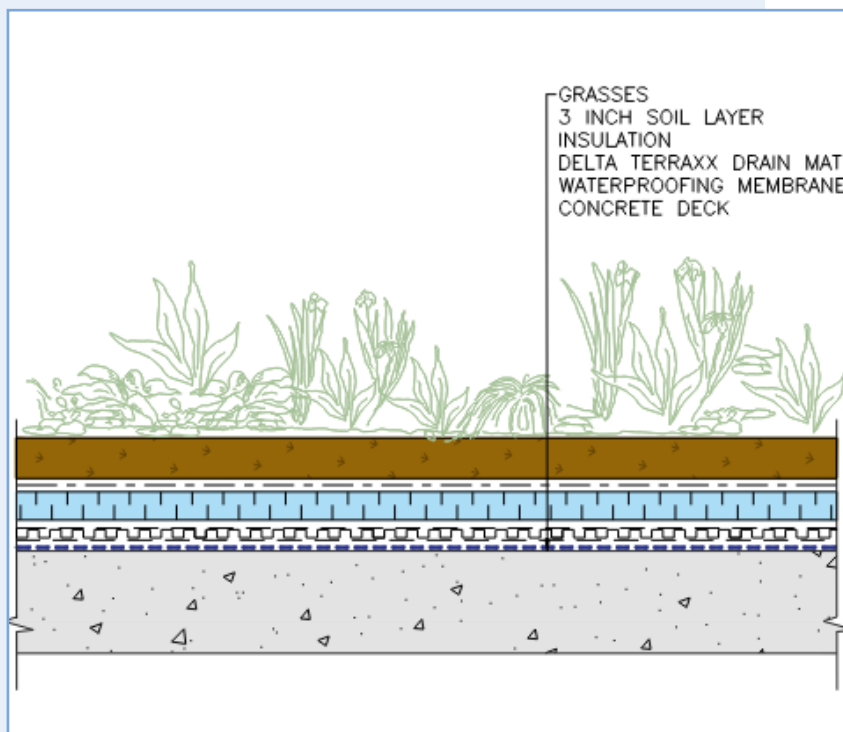 GRASSES
3 INCH SOIL LAYER
INSULATION
DELTA TERRAXX DRAIN MAT
WATERPROOFING MEMBRANE
CONCRETE DECK